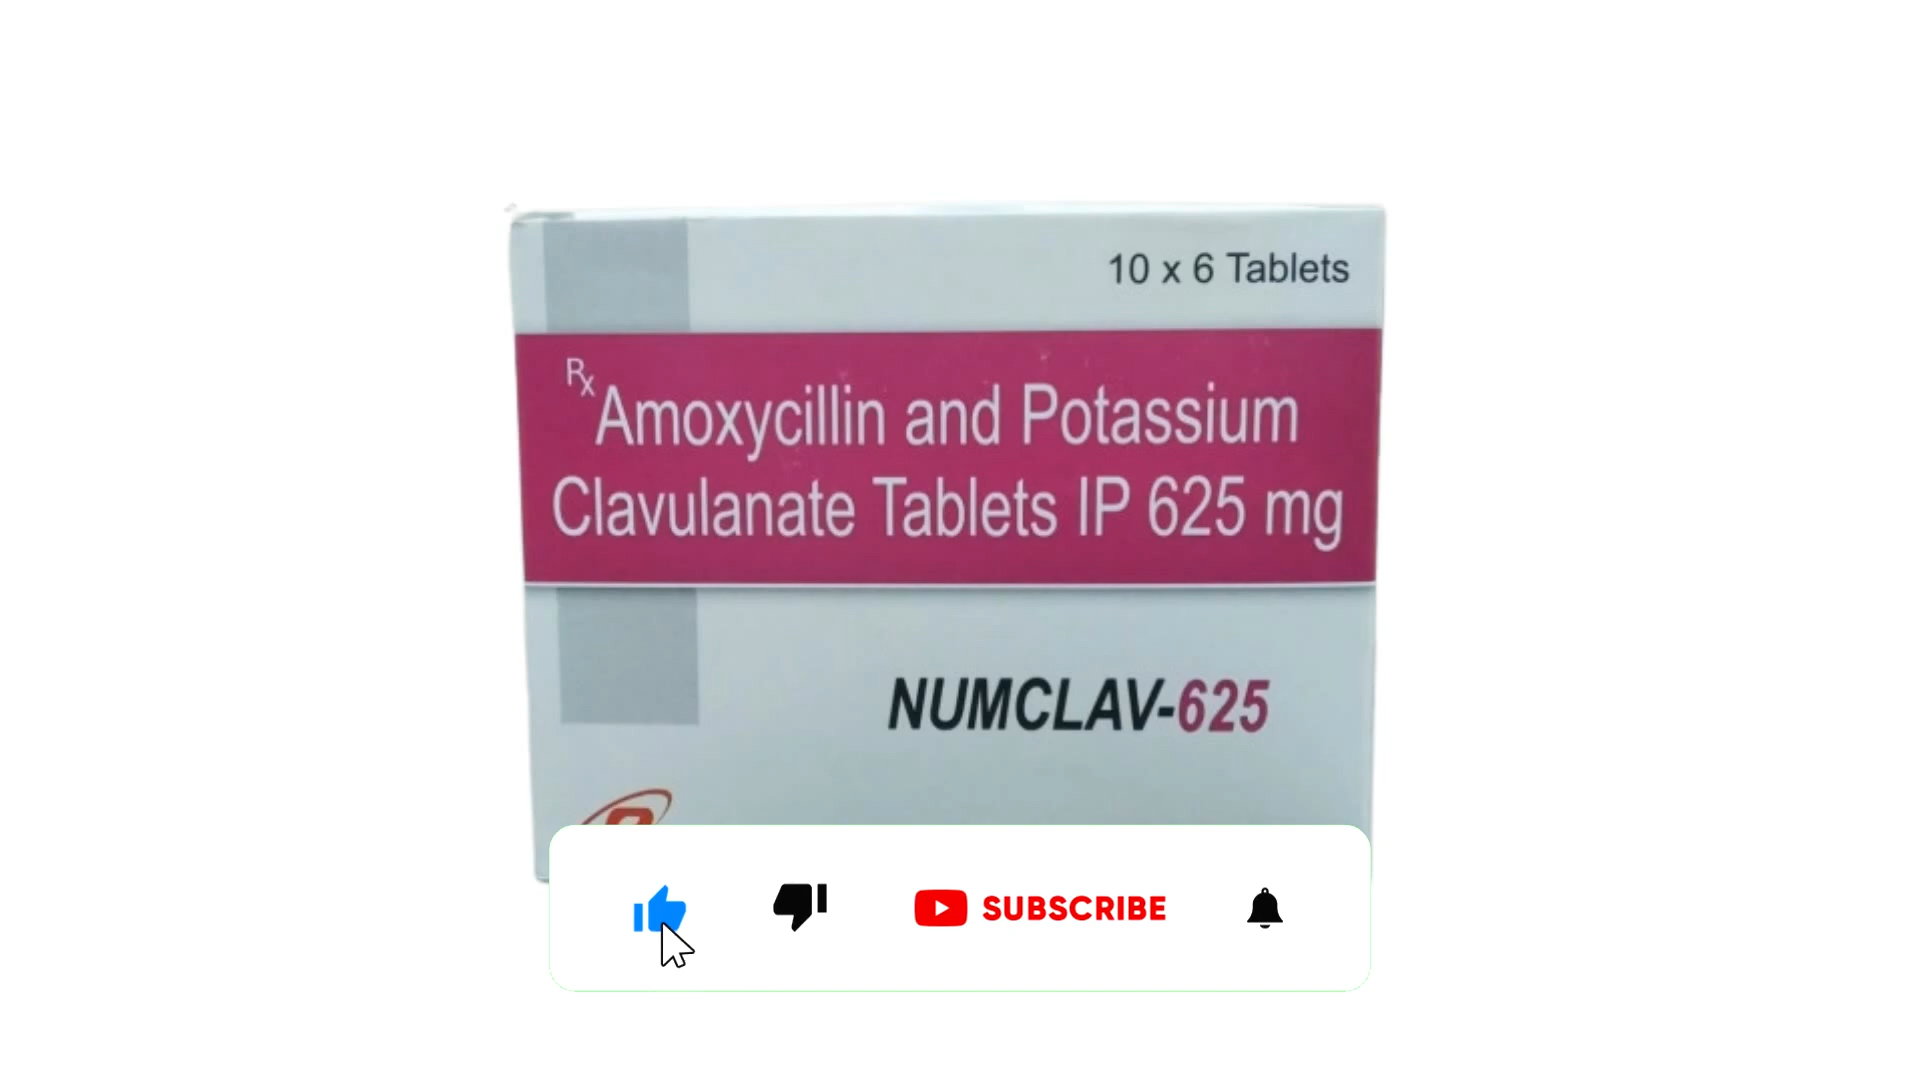 10 x 6 Tablets
Rx
Amoxycillin and Potassium
Clavulanate Tablets IP 625 mg
NUMCLAV-625
SUBSCRIBE